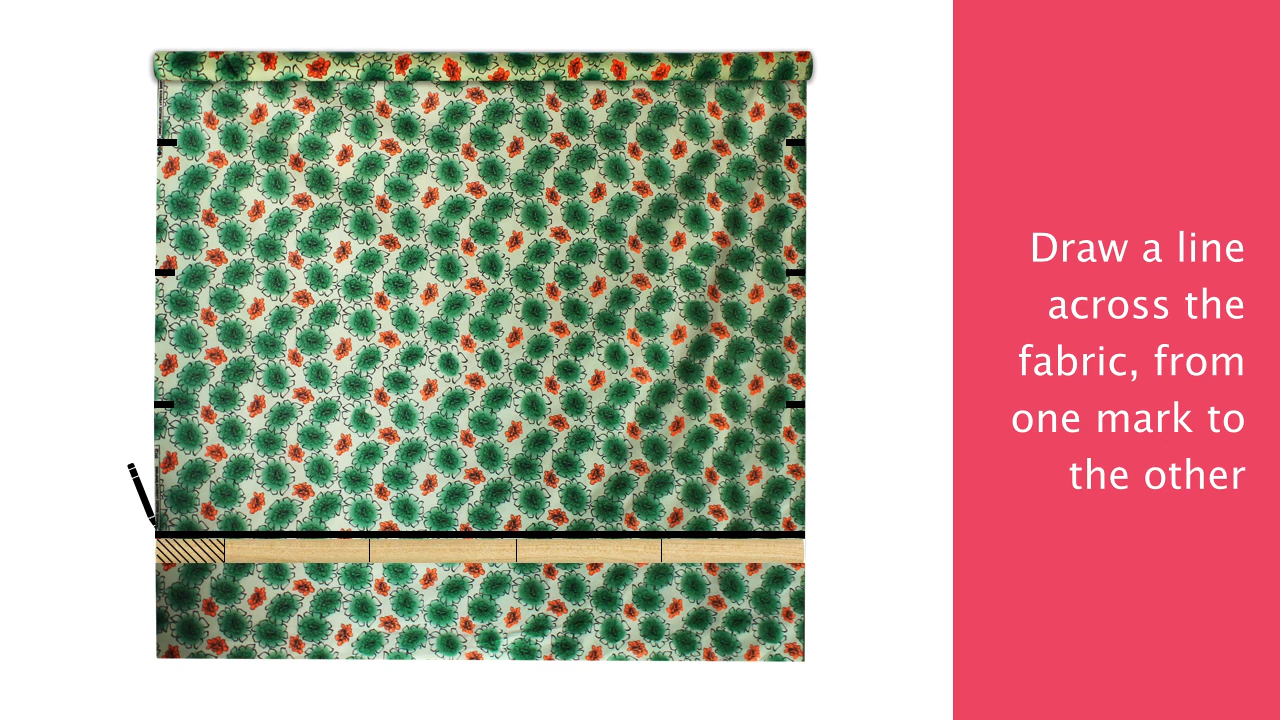 Draw a line
across the
fabric, from
one mark to
the other